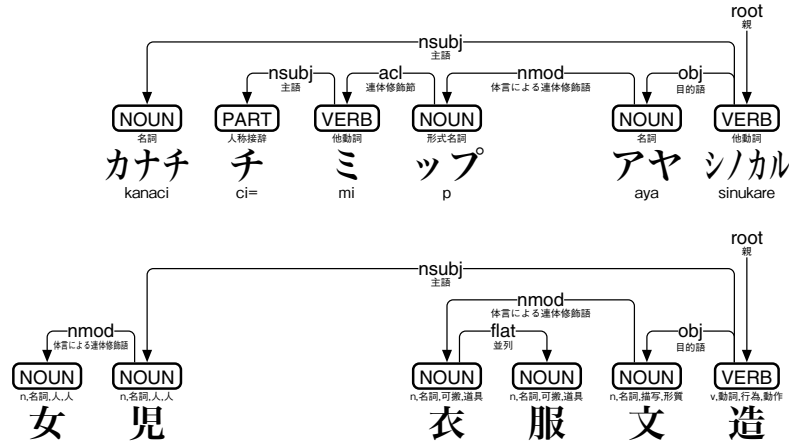 root
親
nsubj
主語
nsubj acl nmod obj
主語 連体修飾節 体言による連体修飾語 目的語
NOUN PART VERB NOUN NOUN VERB
名詞 人称接辞 他動詞 形式名詞 名詞 他動詞
カナチ チ ミ ップ アヤ シノカル
kanaci ci= mi p aya sinukare
root
親
nsubj
主語
nmod
体言による連体修飾語
nmod flat obj
体言による連体修飾語 並列 目的語
NOUN NOUN NOUN NOUN NOUN VERB
n,名詞,人,人 n,名詞,人,人 n,名詞,可搬,道具 n,名詞,可搬,道具 n,名詞,描写,形質 v,動詞,行為,動作
女 児 衣 服 文 造